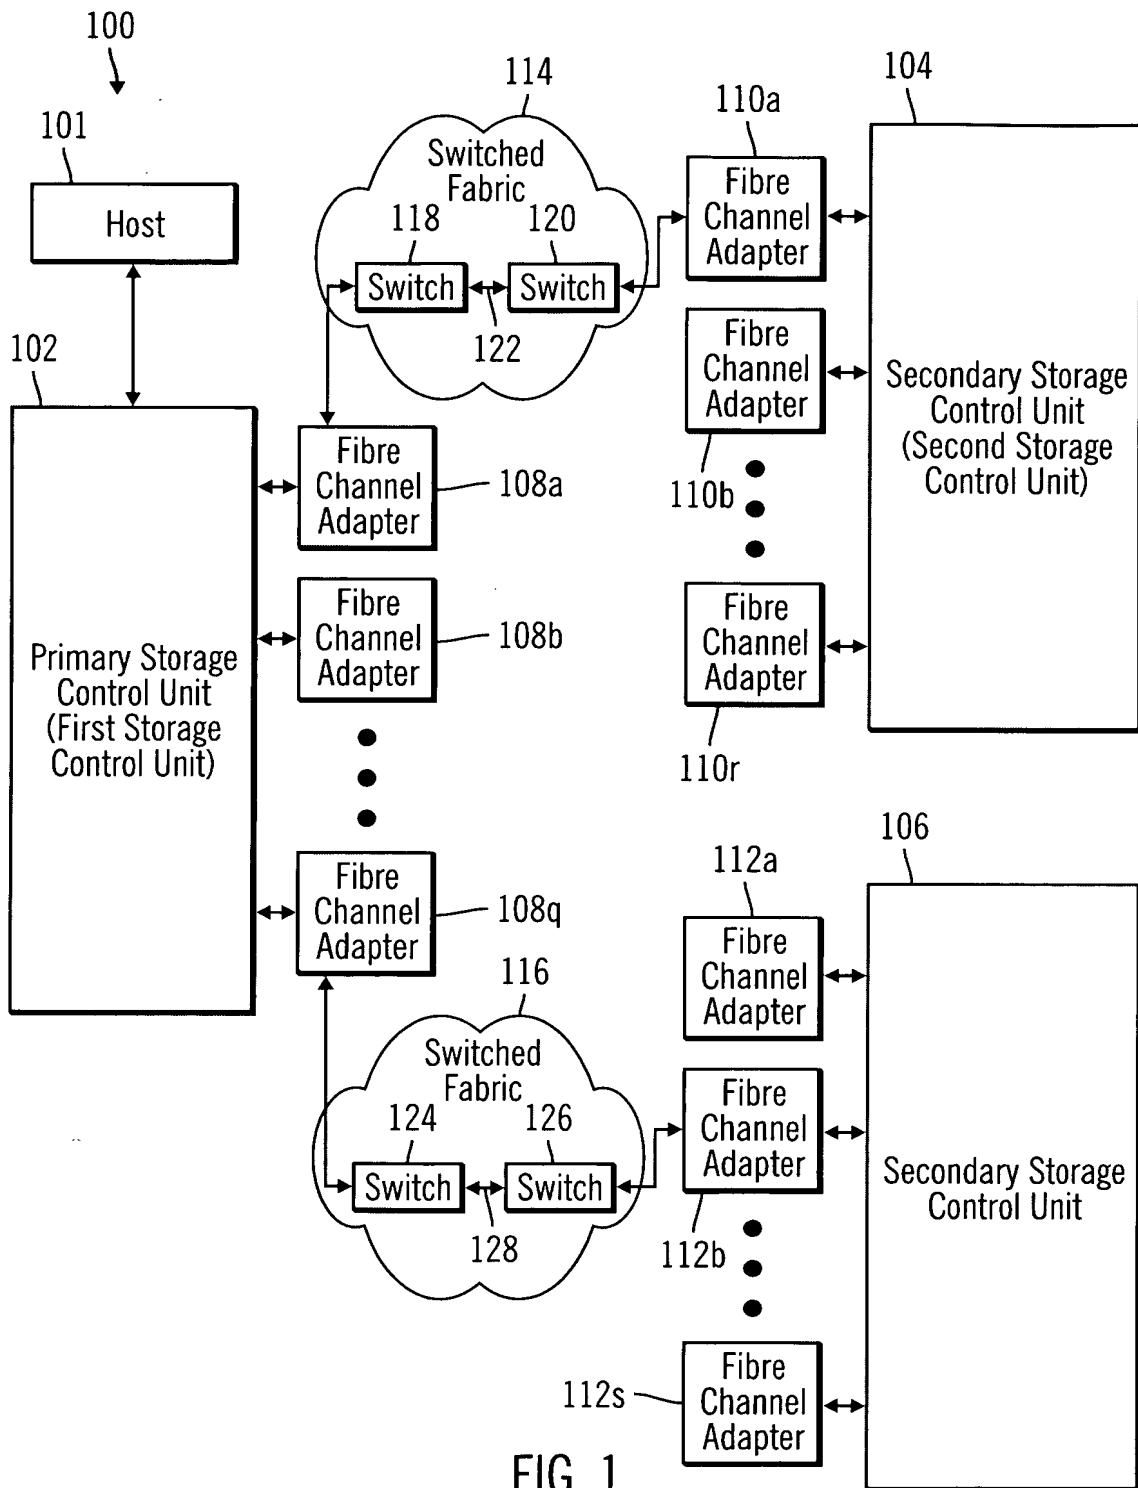 100
101
Host
102
Primary Storage
Control Unit
(First Storage
Control Unit)
Fibre
Channel
Adapter
108a
Fibre
Channel
Adapter
108b
Fibre
Channel
Adapter
108q
114
Switched
Fabric
118
120
Switch
Switch
122
116
Switched
Fabric
124
126
Switch
Switch
128
110a
Fibre
Channel
Adapter
Fibre
Channel
Adapter
110b
Fibre
Channel
Adapter
110r
104
Secondary Storage
Control Unit
(Second Storage
Control Unit)
112a
Fibre
Channel
Adapter
Fibre
Channel
Adapter
112b
Fibre
Channel
Adapter
112s
106
Secondary Storage
Control Unit
FIG. 1